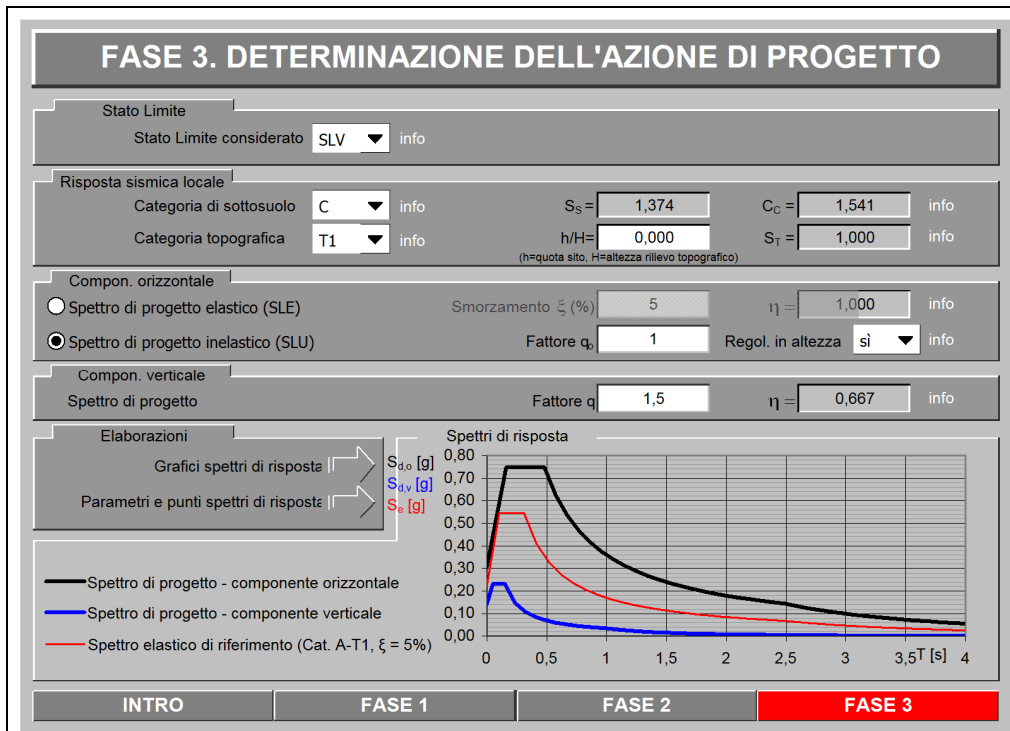 FASE 3. DETERMINAZIONE DELL'AZIONE DI PROGETTO
Stato Limite
Stato Limite considerato SLV info
Risposta sismica locale
Categoria di sottosuolo C info SS = 1,374 CC = 1,541 info
Categoria topografica T1 info h/H= 0,000 ST = 1,000 info
(h=quota sito, H=altezza rilievo topografico)
Compon. orizzontale
Spettro di progetto elastico (SLE) Smorzamento ξ (%) 5 η = 1,000 info
Spettro di progetto inelastico (SLU) Fattore qo 1 Regol. in altezza sì info
Compon. verticale
Spettro di progetto Fattore q 1,5 η = 0,667 info
Elaborazioni
Grafici spettri di risposta
Parametri e punti spettri di risposta
Spettri di risposta
Sd,o [g]
Sd,v [g]
Se [g]
0,80
0,70
0,60
0,50
0,40
0,30
0,20
0,10
0,00
0 0,5 1 1,5 2 2,5 3 3,5 T [s] 4
Spettro di progetto - componente orizzontale
Spettro di progetto - componente verticale
Spettro elastico di riferimento (Cat. A-T1, ξ = 5%)
INTRO FASE 1 FASE 2 FASE 3